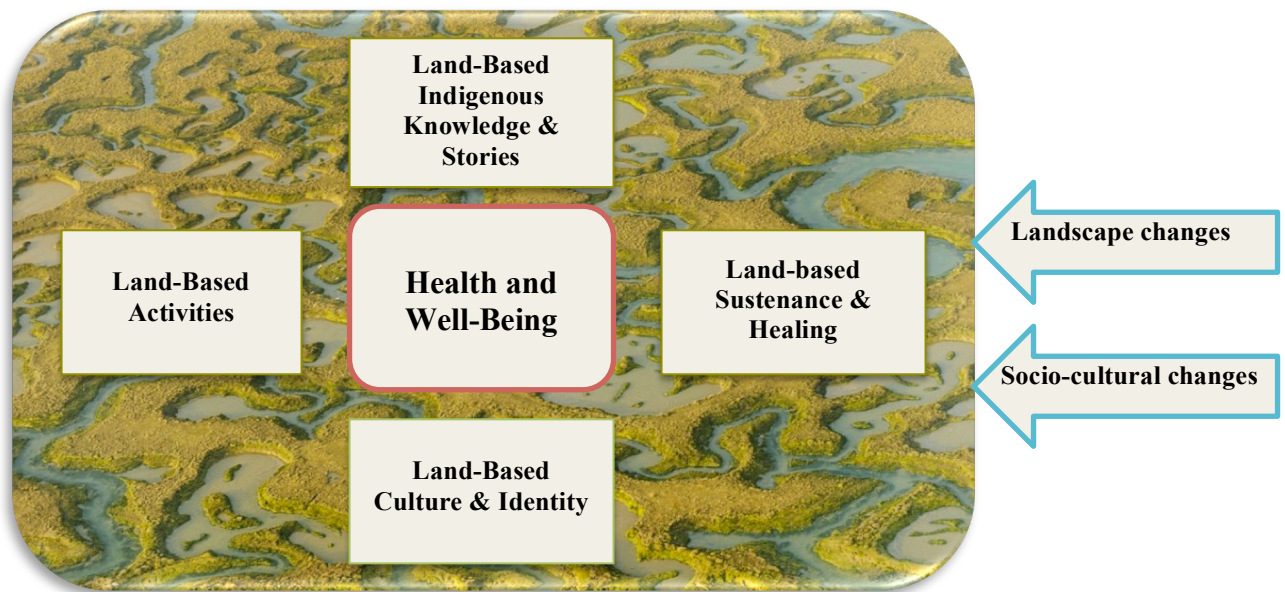 Land-Based
Indigenous
Knowledge &
Stories
Land-Based
Activities
Health and
Well-Being
Land-based
Sustenance &
Healing
Landscape changes
Socio-cultural changes
Land-Based
Culture & Identity